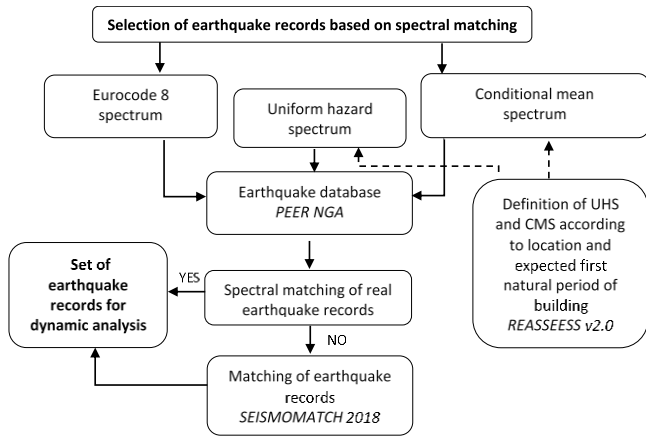 Selection of earthquake records based on spectral matching
Eurocode 8
spectrum
Uniform hazard
spectrum
Conditional mean
spectrum
Earthquake database
PEER NGA
Definition of UHS
and CMS according
to location and
expected first
natural period of
building
REASSEESS v2.0
Set of
earthquake
records for
dynamic analysis
YES
Spectral matching of real
earthquake records
NO
Matching of earthquake
records
SEISMOMATCH 2018